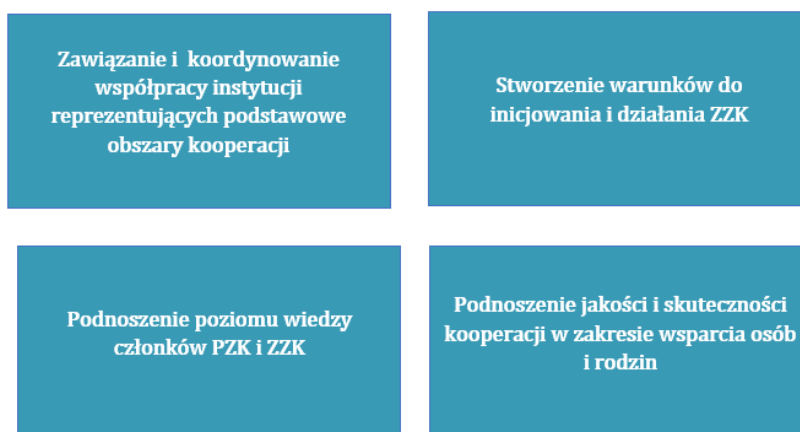 Zawiązanie i koordynowanie
współpracy instytucji
reprezentujących podstawowe
obszary kooperacji
Stworzenie warunków do
inicjowania i działania ZZK
Podnoszenie poziomu wiedzy
członków PZK i ZZK
Podnoszenie jakości i skuteczności
kooperacji w zakresie wsparcia osób
i rodzin